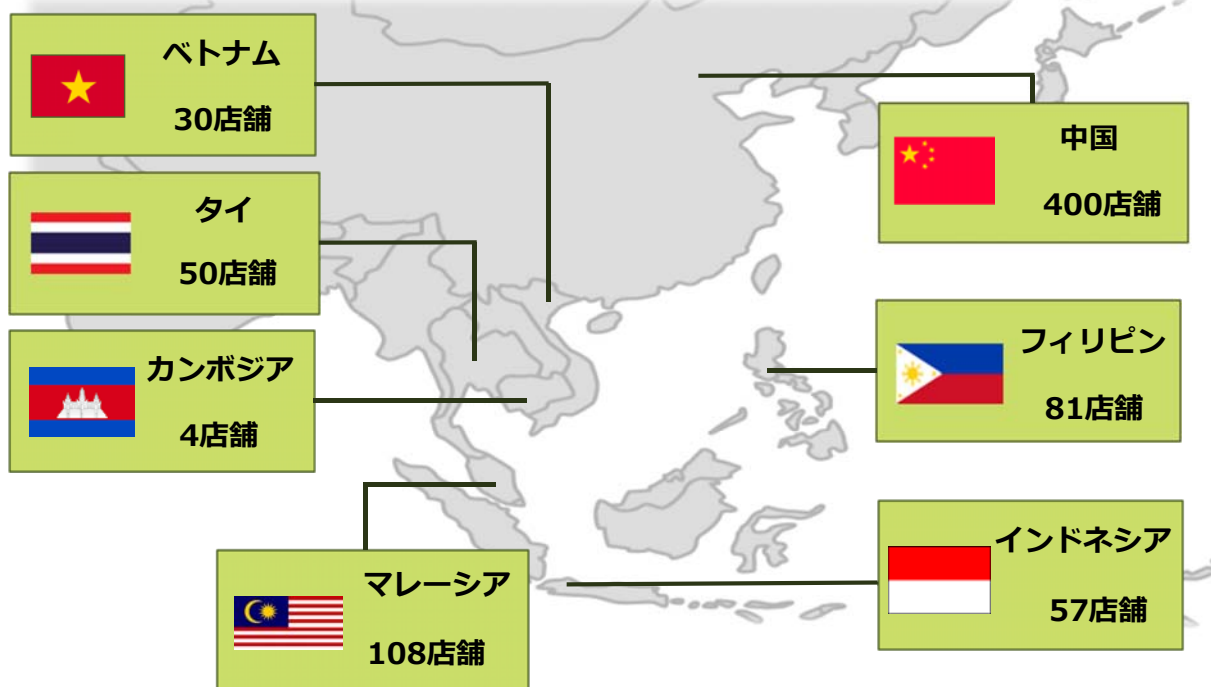 ベトナム
30店舗
タイ
50店舗
カンボジア
4店舗
マレーシア
108店舗
中国
400店舗
フィリピン
81店舗
インドネシア
57店舗